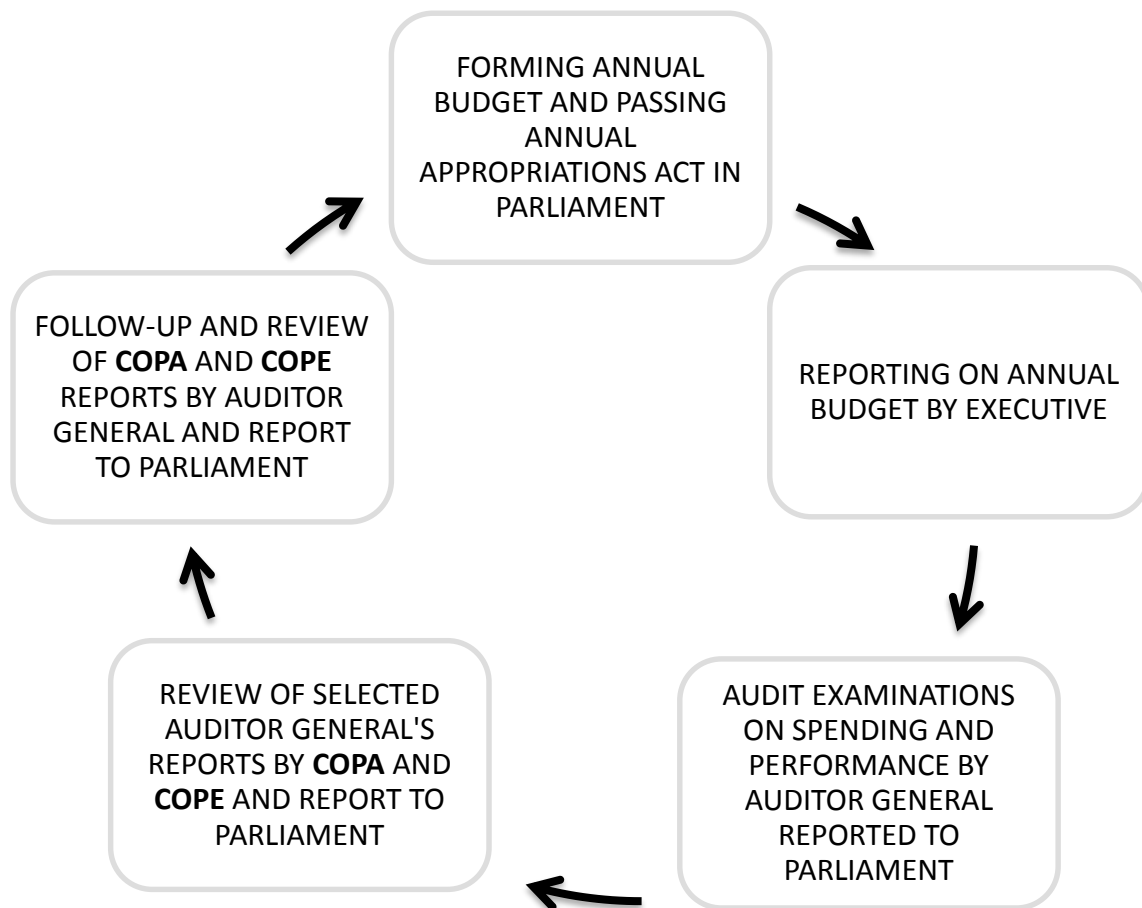 FORMING ANNUAL
BUDGET AND PASSING
ANNUAL
APPROPRIATIONS ACT IN
PARLIAMENT
REPORTING ON ANNUAL
BUDGET BY EXECUTIVE
AUDIT EXAMINATIONS
ON SPENDING AND
PERFORMANCE BY
AUDITOR GENERAL
REPORTED TO
PARLIAMENT
REVIEW OF SELECTED
AUDITOR GENERAL'S
REPORTS BY COPA AND
COPE AND REPORT TO
PARLIAMENT
FOLLOW-UP AND REVIEW
OF COPA AND COPE
REPORTS BY AUDITOR
GENERAL AND REPORT
TO PARLIAMENT